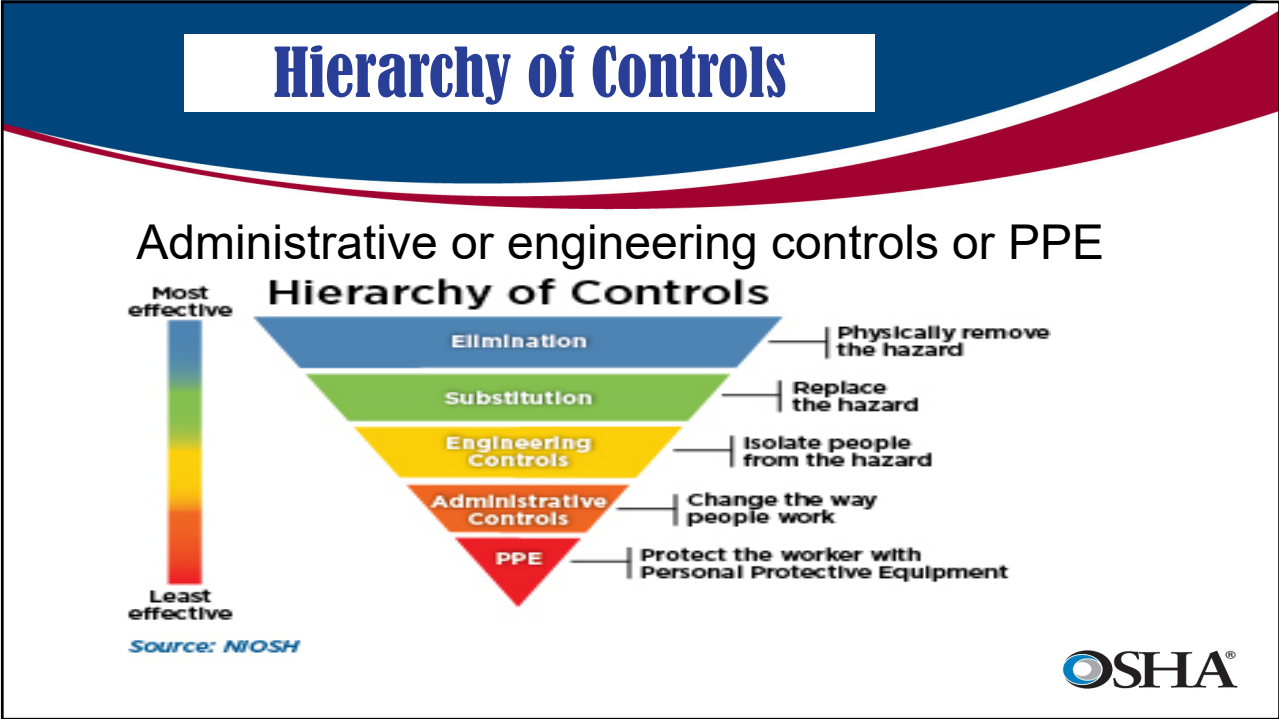 Hierarchy of Controls
Administrative or engineering controls or PPE
Most
effective
Hierarchy of Controls
Elimination
Physically remove
the hazard
Substitution
Replace
the hazard
Engineering
Controls
Isolate people
from the hazard
Administrative
Controls
Change the way
people work
PPE
Protect the worker with
Personal Protective Equipment
Least
effective
Source: NIOSH
OSHA®